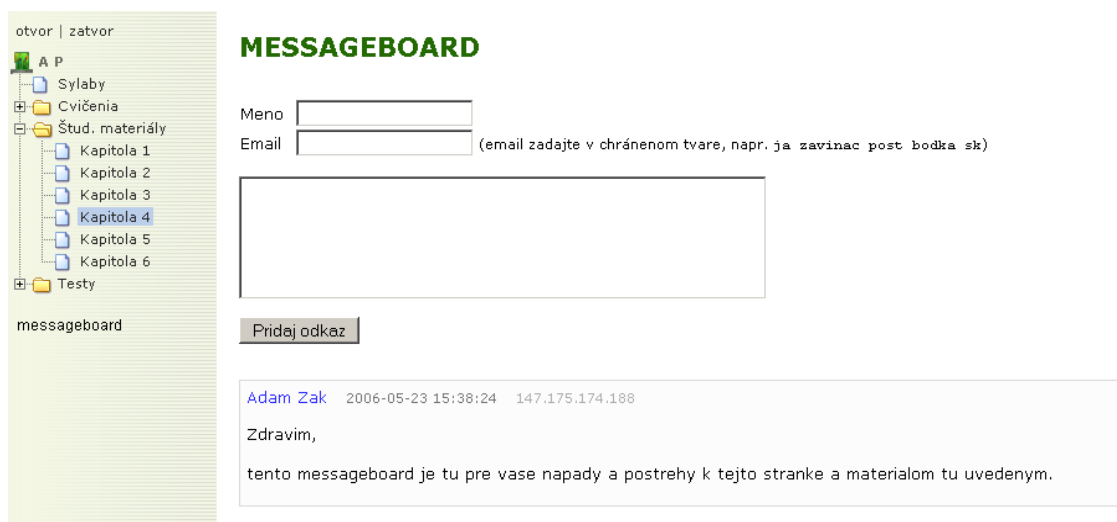 otvor | zatvor
A P
Sylaby
Cvičenia
Štud. materiály
Kapitola 1
Kapitola 2
Kapitola 3
Kapitola 4
Kapitola 5
Kapitola 6
Testy
messageboard
MESSAGEBOARD
Meno
Email (email zadajte v chránenom tvare, napr. ja zavinac post bodka sk)
Pridaj odkaz
Adam Zak 2006-05-23 15:38:24 147.175.174.188
Zdravim,
tento messageboard je tu pre vase napady a postrehy k tejto stranke a materialom tu uvedenym.